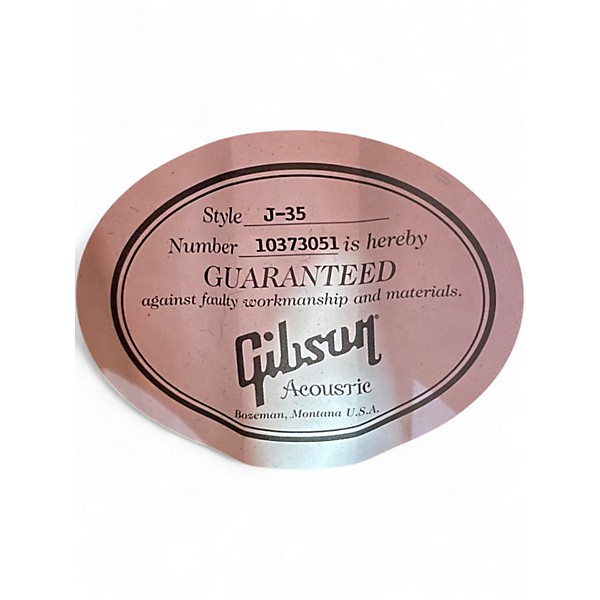 Style J-35
Number 10373051 is hereby
GUARANTEED
against faulty workmanship and materials.
Gibson
Acoustic
Bozeman, Montana U.S.A.